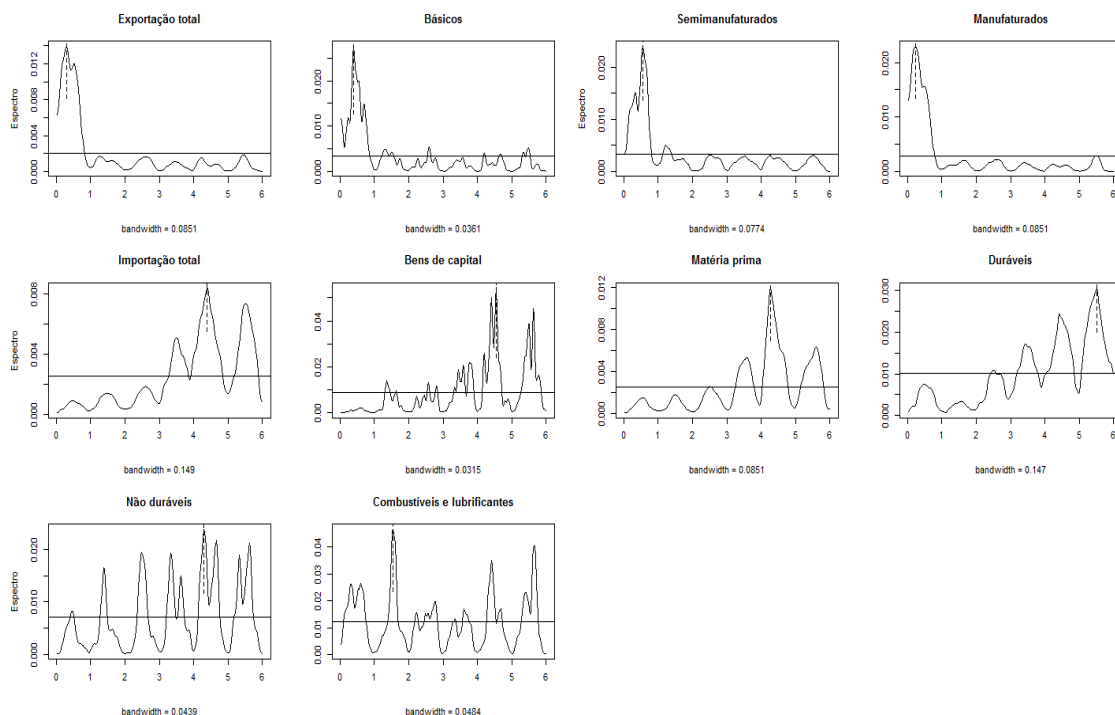 Exportação total
Básicos
Semimanufaturados
Manufaturados
Espectro
0.000 0.004 0.008 0.012
0 1 2 3 4 5 6
bandwidth = 0.0851
0.000 0.010 0.020
0 1 2 3 4 5 6
bandwidth = 0.0361
Espectro
0.000 0.010 0.020
0 1 2 3 4 5 6
bandwidth = 0.0774
0.000 0.010 0.020
0 1 2 3 4 5 6
bandwidth = 0.0851
Importação total
Bens de capital
Matéria prima
Duráveis
0.000 0.004 0.008
0 1 2 3 4 5 6
bandwidth = 0.149
0.00 0.02 0.04
0 1 2 3 4 5 6
bandwidth = 0.0315
0.000 0.004 0.008 0.012
0 1 2 3 4 5 6
bandwidth = 0.0851
0.000 0.010 0.020 0.030
0 1 2 3 4 5 6
bandwidth = 0.147
Não duráveis
Combustíveis e lubrificantes
Espectro
0.000 0.010 0.020
0 1 2 3 4 5 6
bandwidth = 0.0439
0.00 0.01 0.02 0.03 0.04
0 1 2 3 4 5 6
bandwidth = 0.0484